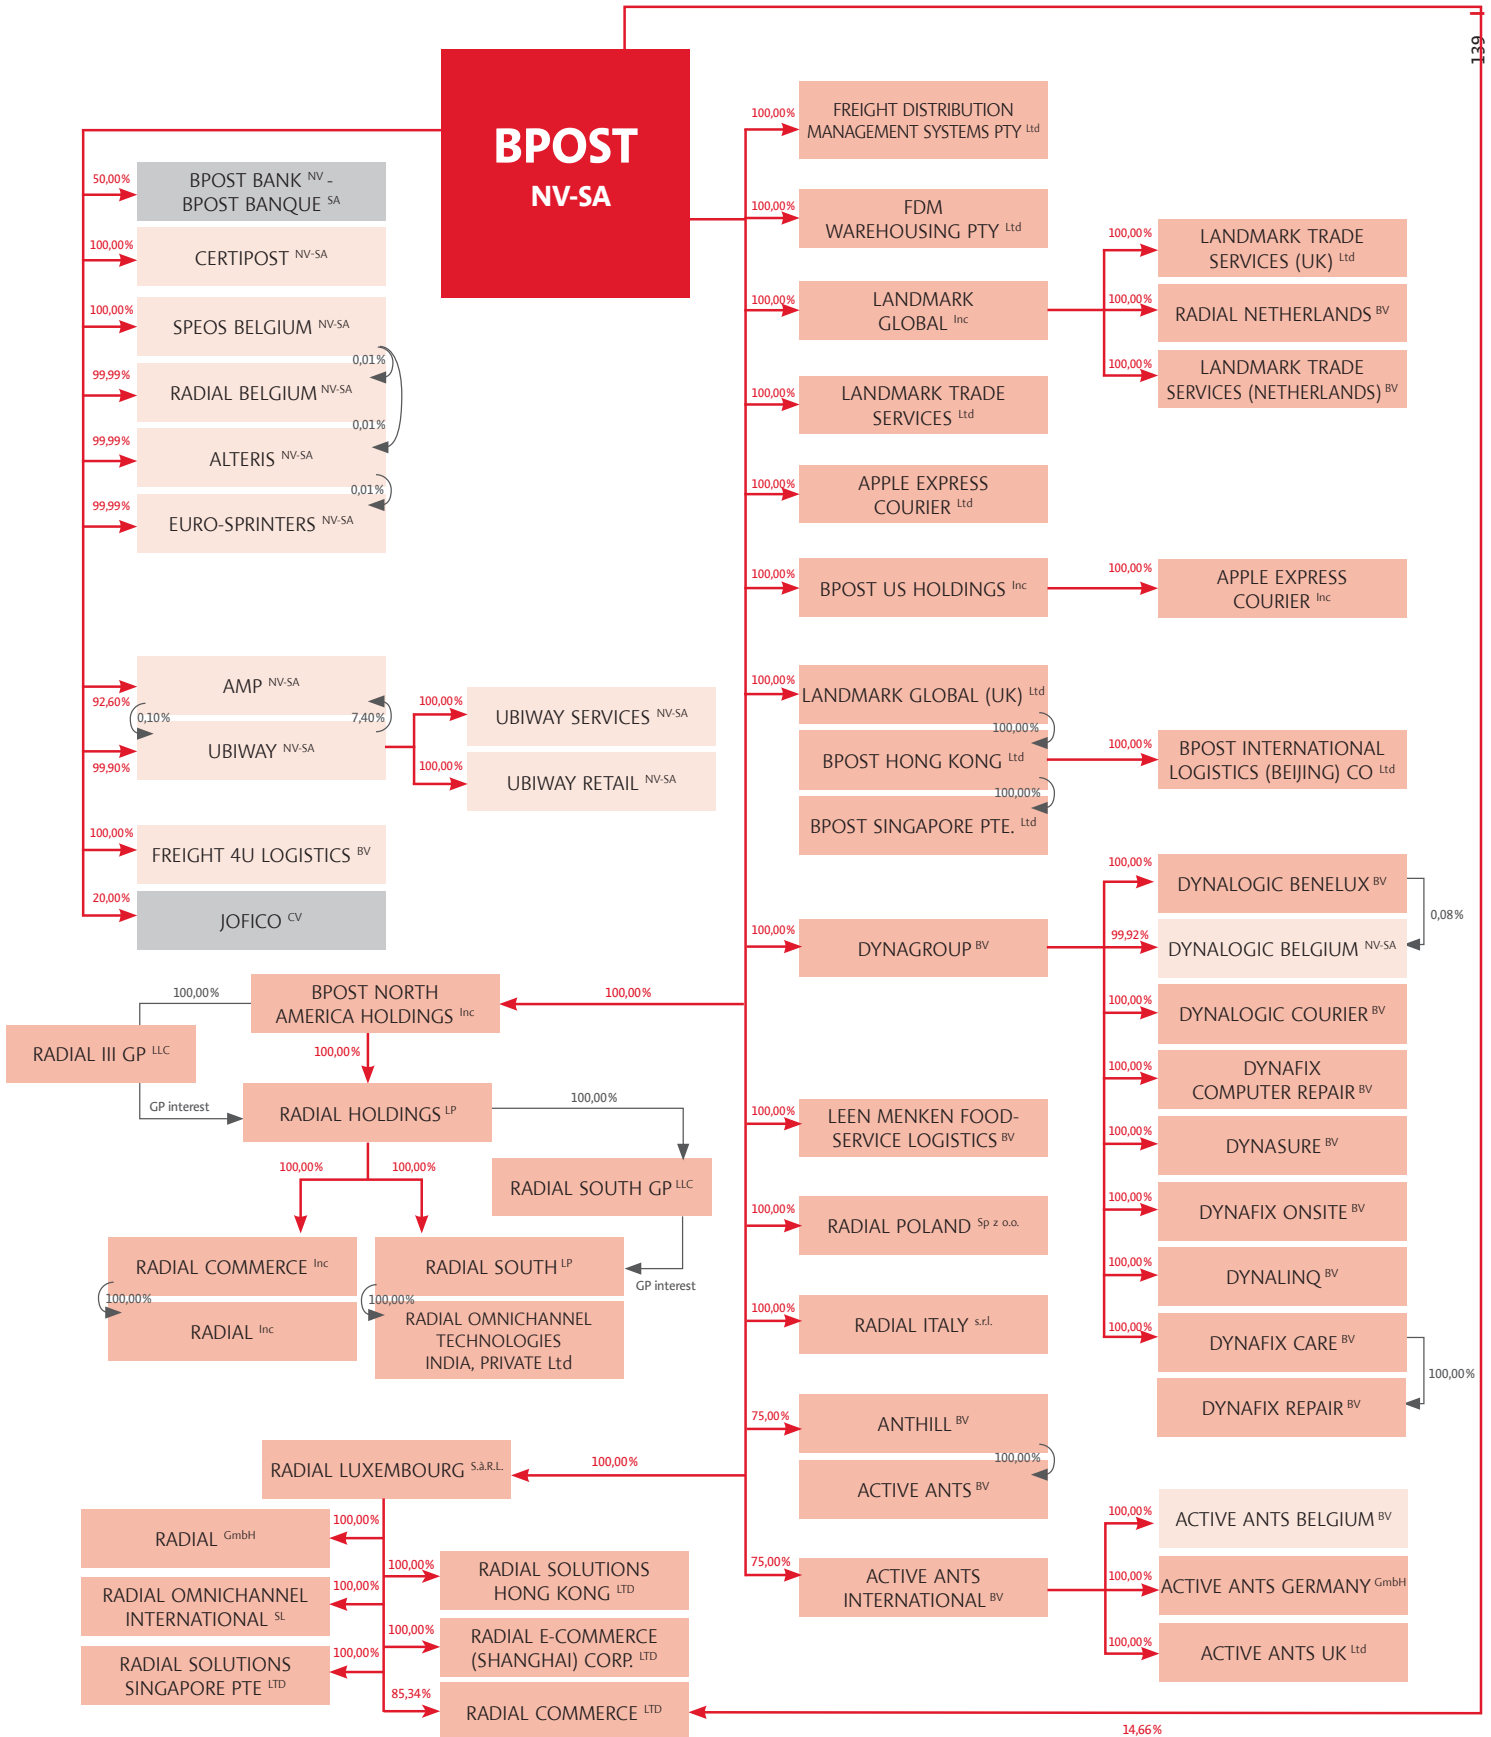 139
BPOST
NV-SA
50,00%
BPOST BANK NV -
BPOST BANQUE SA
100,00%
CERTIPOST NV-SA
100,00%
SPEOS BELGIUM NV-SA
0,01%
99,99%
RADIAL BELGIUM NV-SA
0,01%
99,99%
ALTERIS NV-SA
0,01%
99,99%
EURO-SPRINTERS NV-SA
AMP NV-SA
92,60%
0,10%
7,40%
UBIWAY NV-SA
99,90%
100,00%
UBIWAY SERVICES NV-SA
100,00%
UBIWAY RETAIL NV-SA
100,00%
FREIGHT 4U LOGISTICS BV
20,00%
JOFICO CV
100,00%
FREIGHT DISTRIBUTION
MANAGEMENT SYSTEMS PTY Ltd
100,00%
FDM
WAREHOUSING PTY Ltd
100,00%
LANDMARK
GLOBAL Inc
100,00%
LANDMARK TRADE
SERVICES (UK) Ltd
100,00%
RADIAL NETHERLANDS BV
100,00%
LANDMARK TRADE
SERVICES (NETHERLANDS) BV
100,00%
LANDMARK TRADE
SERVICES Ltd
100,00%
APPLE EXPRESS
COURIER Ltd
100,00%
BPOST US HOLDINGS Inc
100,00%
APPLE EXPRESS
COURIER Inc
100,00%
LANDMARK GLOBAL (UK) Ltd
100,00%
BPOST HONG KONG Ltd
100,00%
BPOST INTERNATIONAL
LOGISTICS (BEIJING) CO Ltd
100,00%
BPOST SINGAPORE PTE. Ltd
100,00%
DYNAGROUP BV
100,00%
DYNALOGIC BENELUX BV
0,08%
99,92%
DYNALOGIC BELGIUM NV-SA
100,00%
DYNALOGIC COURIER BV
100,00%
DYNAFIX
COMPUTER REPAIR BV
100,00%
DYNASURE BV
100,00%
DYNAFIX ONSITE BV
100,00%
DYNALINQ BV
100,00%
DYNAFIX CARE BV
100,00%
DYNAFIX REPAIR BV
100,00%
BPOST NORTH
AMERICA HOLDINGS Inc
100,00%
RADIAL III GP LLC
100,00%
GP interest
RADIAL HOLDINGS LP
100,00%
RADIAL SOUTH GP LLC
100,00%
100,00%
RADIAL COMMERCE Inc
RADIAL SOUTH LP
GP interest
100,00%
RADIAL Inc
100,00%
RADIAL OMNICHANNEL
TECHNOLOGIES
INDIA, PRIVATE Ltd
100,00%
LEEN MENKEN FOOD-
SERVICE LOGISTICS BV
100,00%
RADIAL POLAND Sp z o.o.
100,00%
RADIAL ITALY s.r.l.
75,00%
ANTHILL BV
100,00%
ACTIVE ANTS BV
75,00%
ACTIVE ANTS
INTERNATIONAL BV
100,00%
ACTIVE ANTS BELGIUM BV
100,00%
ACTIVE ANTS GERMANY GmbH
100,00%
ACTIVE ANTS UK Ltd
100,00%
RADIAL LUXEMBOURG S.à.R.L.
100,00%
RADIAL GmbH
100,00%
RADIAL SOLUTIONS
HONG KONG LTD
100,00%
RADIAL OMNICHANNEL
INTERNATIONAL SL
100,00%
RADIAL E-COMMERCE
(SHANGHAI) CORP. LTD
100,00%
RADIAL SOLUTIONS
SINGAPORE PTE LTD
85,34%
RADIAL COMMERCE LTD
14,66%